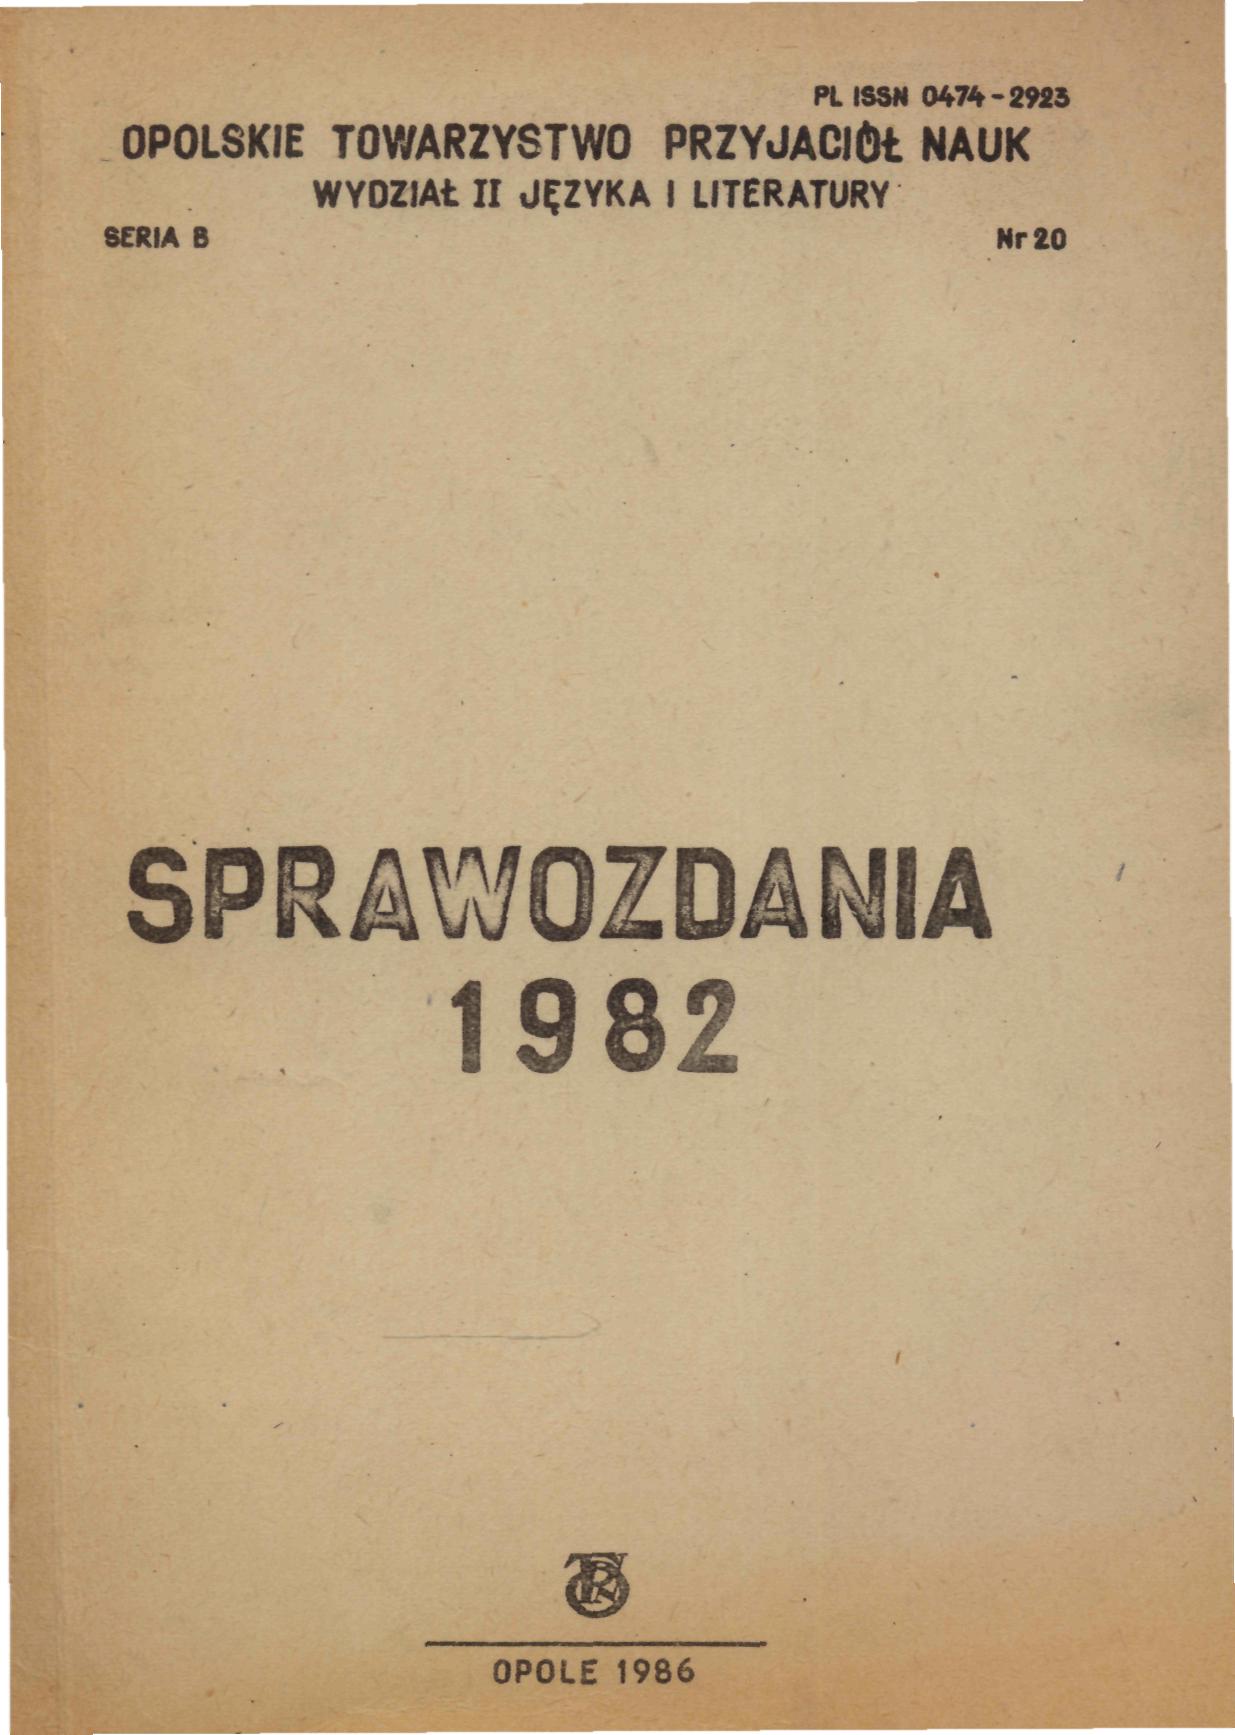 PL ISSN 0474-2923
OPOLSKIE TOWARZYSTWO PRZYJACIÓŁ NAUK
WYDZIAŁ II JĘZYKA I LITERATURY
SERIA B Nr 20
SPRAWOZDANIA
1982
OPOLE 1986